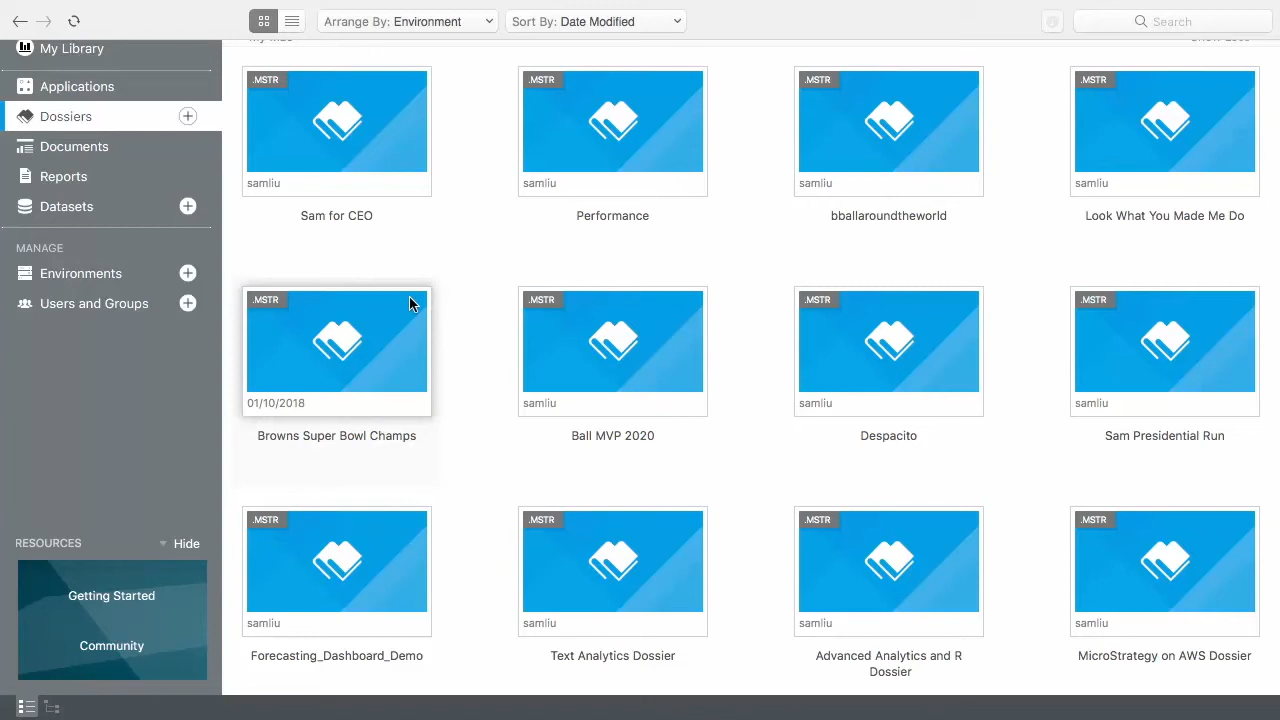 Arrange By: Environment
Sort By: Date Modified
Search
My Library
Applications
Dossiers
Documents
Reports
Datasets
MANAGE
Environments
Users and Groups
RESOURCES
Hide
Getting Started
Community
.MSTR
samliu
Sam for CEO
.MSTR
samliu
Performance
.MSTR
samliu
bballaroundtheworld
.MSTR
samliu
Look What You Made Me Do
.MSTR
01/10/2018
Browns Super Bowl Champs
.MSTR
samliu
Ball MVP 2020
.MSTR
samliu
Despacito
.MSTR
samliu
Sam Presidential Run
.MSTR
samliu
Forecasting_Dashboard_Demo
.MSTR
samliu
Text Analytics Dossier
.MSTR
samliu
Advanced Analytics and R
Dossier
.MSTR
samliu
MicroStrategy on AWS Dossier